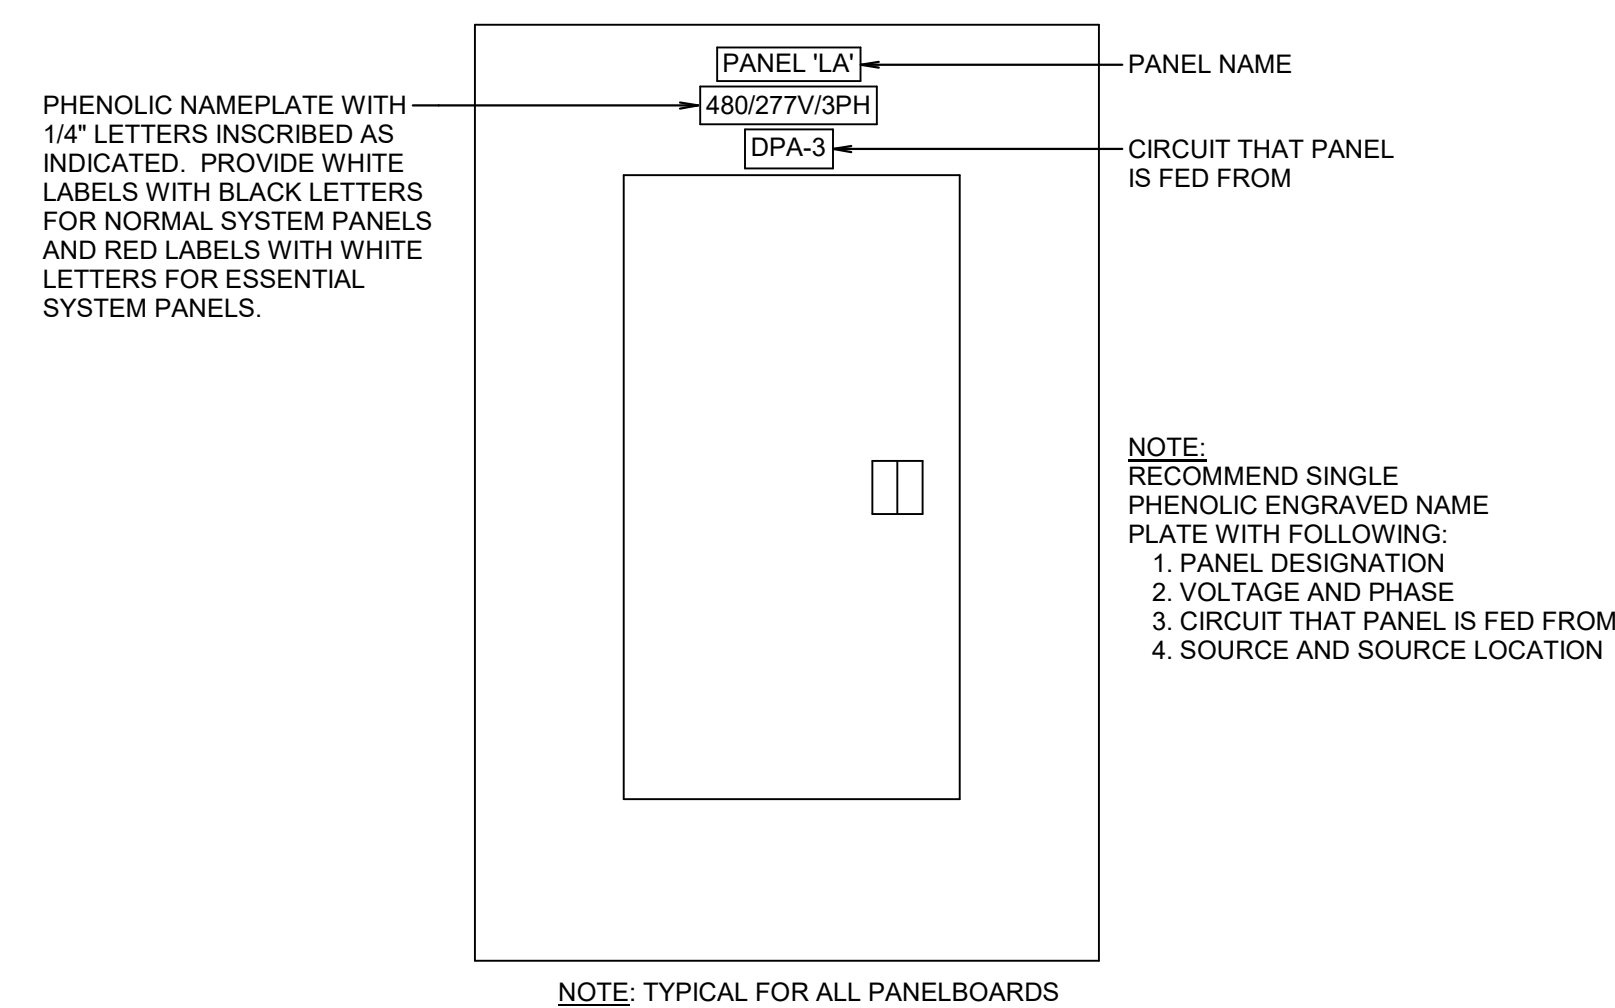 PANEL 'LA'
PANEL NAME
480/277V/3PH
DPA-3
CIRCUIT THAT PANEL
IS FED FROM
PHENOLIC NAMEPLATE WITH
1/4" LETTERS INSCRIBED AS
INDICATED.  PROVIDE WHITE
LABELS WITH BLACK LETTERS
FOR NORMAL SYSTEM PANELS
AND RED LABELS WITH WHITE
LETTERS FOR ESSENTIAL
SYSTEM PANELS.
NOTE:
RECOMMEND SINGLE
PHENOLIC ENGRAVED NAME
PLATE WITH FOLLOWING:
1. PANEL DESIGNATION
2. VOLTAGE AND PHASE
3. CIRCUIT THAT PANEL IS FED FROM
4. SOURCE AND SOURCE LOCATION
NOTE: TYPICAL FOR ALL PANELBOARDS